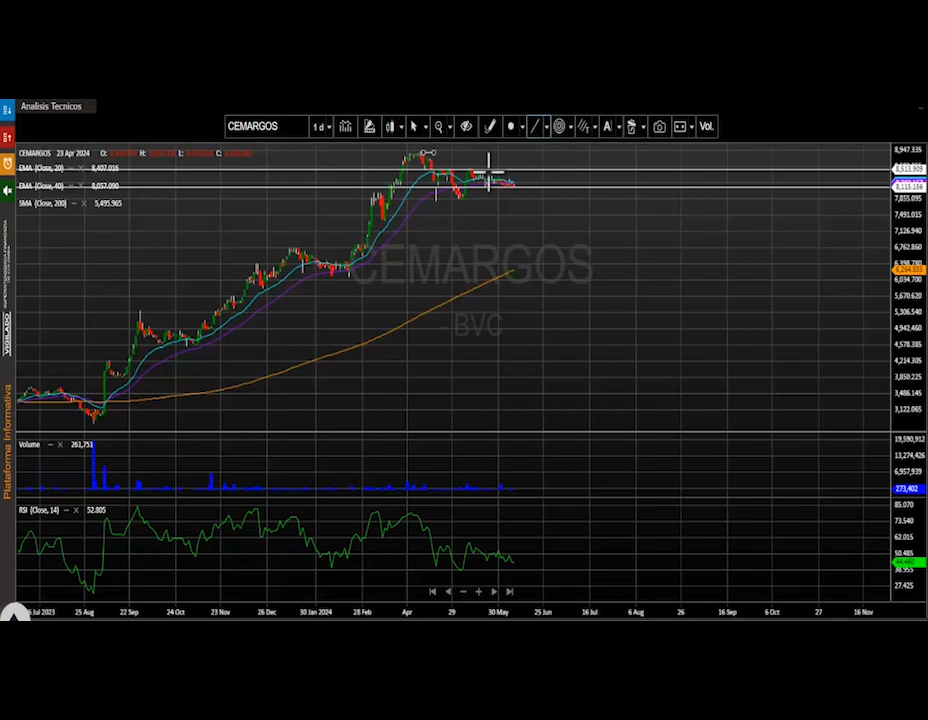 Analisis Tecnicos
CEMARGOS 1 d Vol.
CEMARGOS 23 Apr 2024 O: H: L: C:
EMA (Close, 20) — X 8,407.016
EMA (Close, 40) — X 8,057.090
SMA (Close, 200) — X 5,495.965
8,947.335
8,513.909
8,115.156
7,855.095
7,491.015
7,126.940
6,762.860
6,398.780
6,264.835
6,034.700
5,670.620
5,306.540
4,942.460
4,578.385
4,214.305
3,850.225
3,486.145
3,122.065
CEMARGOS
- BVC
VIGILADO
Plataforma Informativa
Volume — X 261,751
19,590,912
13,274,426
6,957,939
273,402
RSI (Close, 14) — X 52.805
85.070
73.540
62.015
50.485
38.955
27.425
Jul 2023 25 Aug 22 Sep 24 Oct 23 Nov 26 Dec 30 Jan 2024 28 Feb Apr 29 30 May 25 Jun 16 Jul 6 Aug 26 16 Sep 6 Oct 27 16 Nov